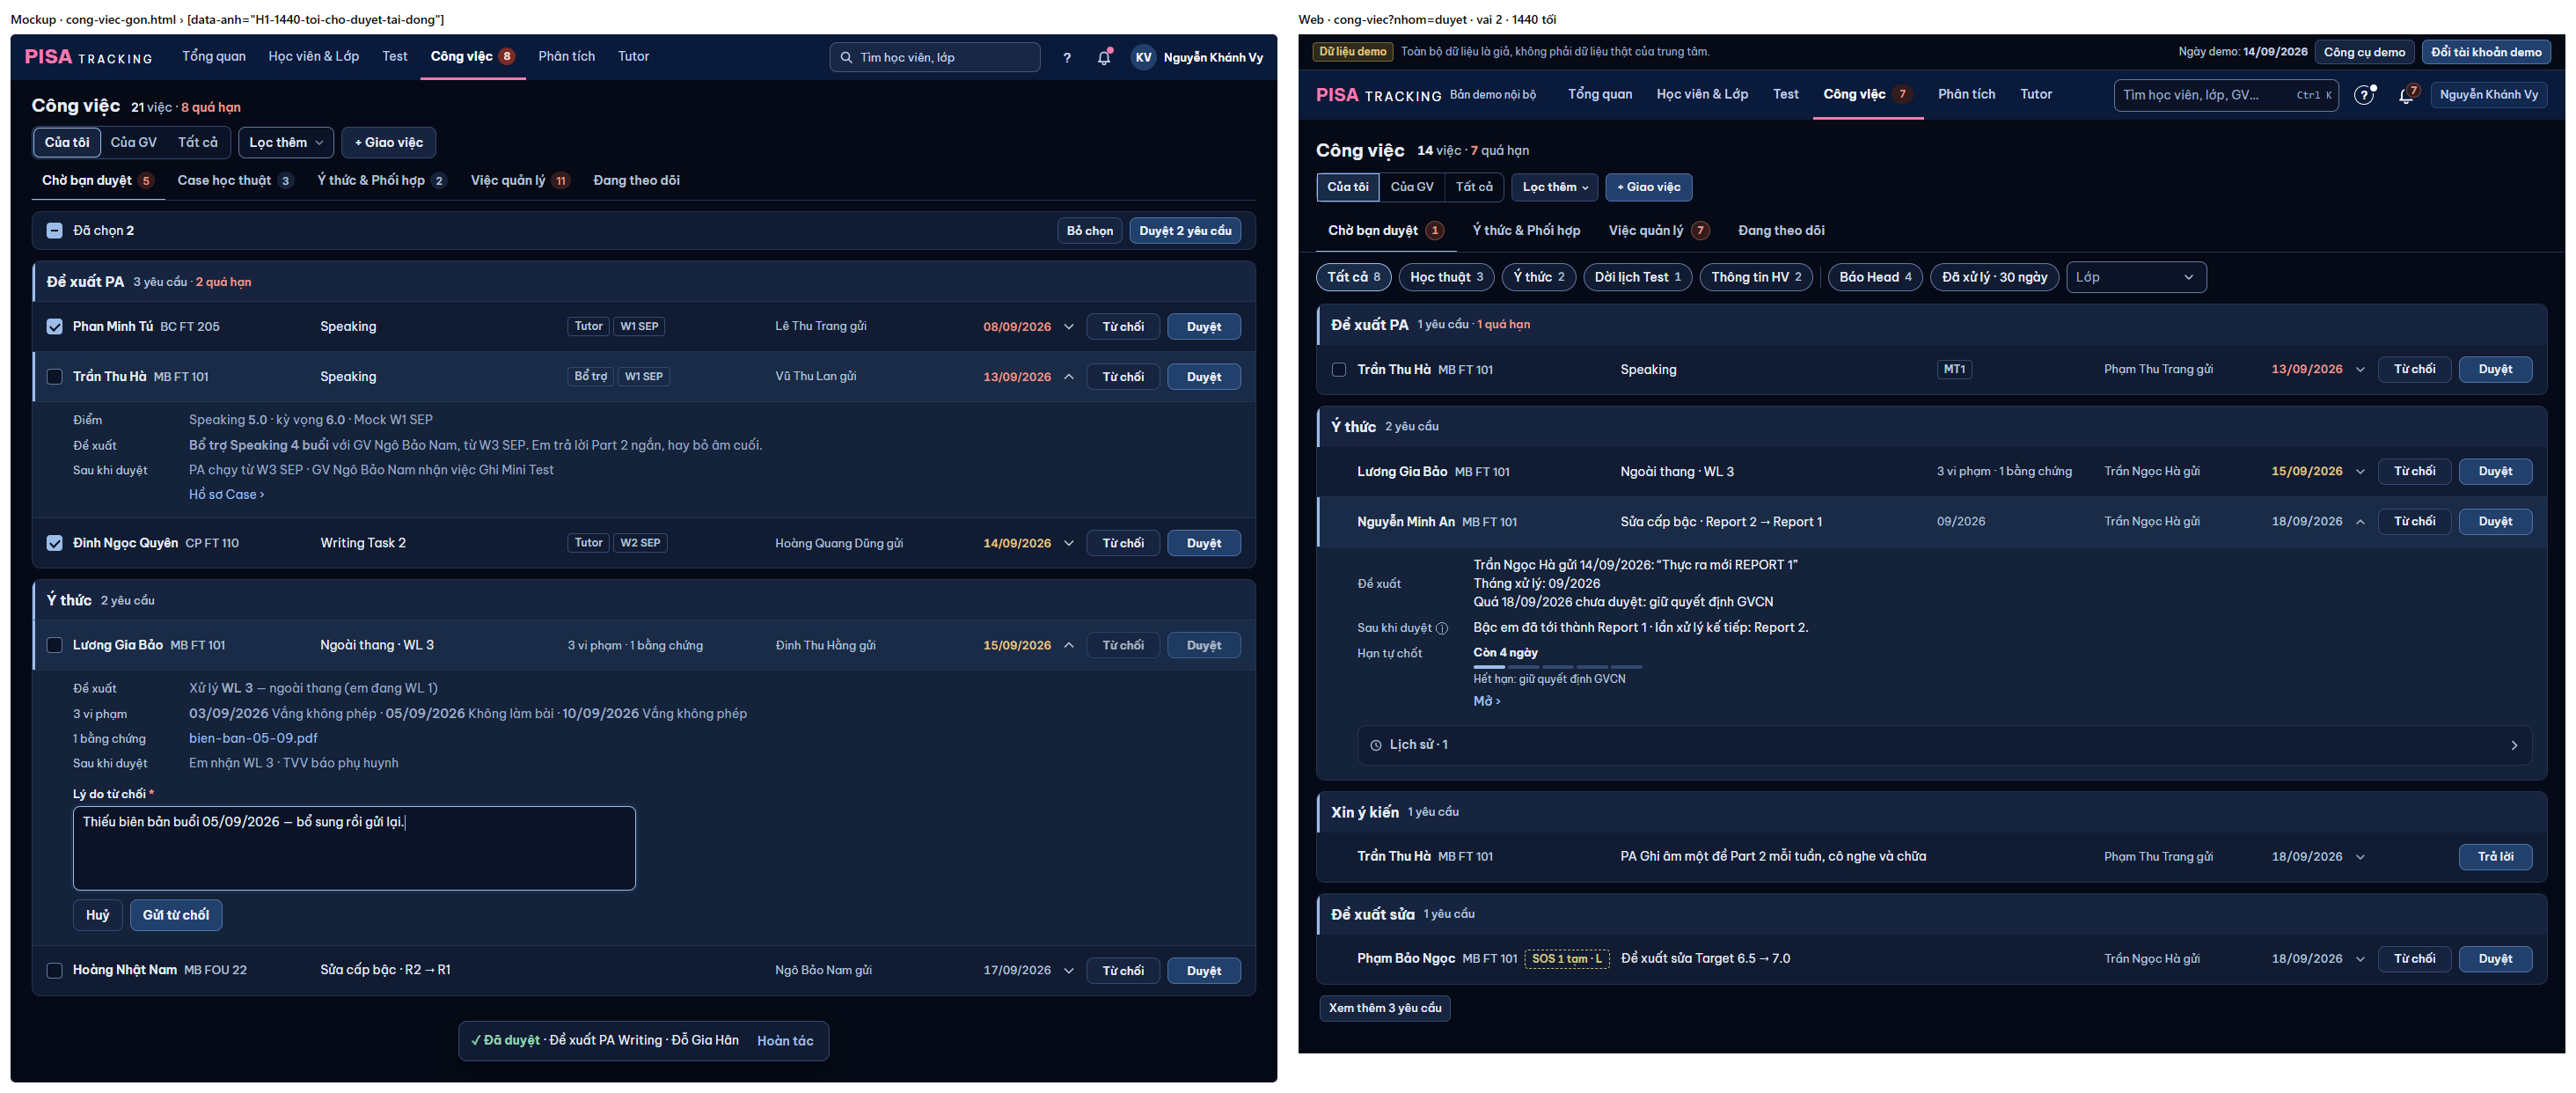 Mockup · cong-viec-gon.html › [data-anh="H1-1440-toi-cho-duyet-tai-dong"]
PISA TRACKING Tổng quan Học viên & Lớp Test Công việc 8 Phân tích Tutor Tìm học viên, lớp ? KV Nguyễn Khánh Vy
Công việc 21 việc · 8 quá hạn
Của tôi Của GV Tất cả Lọc thêm + Giao việc
Chờ bạn duyệt 5 Case học thuật 3 Ý thức & Phối hợp 2 Việc quản lý 11 Đang theo dõi
Đã chọn 2 Bỏ chọn Duyệt 2 yêu cầu
Đề xuất PA 3 yêu cầu · 2 quá hạn
Phan Minh Tú BC FT 205 Speaking Tutor W1 SEP Lê Thu Trang gửi 08/09/2026 Từ chối Duyệt
Trần Thu Hà MB FT 101 Speaking Bổ trợ W1 SEP Vũ Thu Lan gửi 13/09/2026 Từ chối Duyệt
Điểm Speaking 5.0 · kỳ vọng 6.0 · Mock W1 SEP
Đề xuất Bổ trợ Speaking 4 buổi với GV Ngô Bảo Nam, từ W3 SEP. Em trả lời Part 2 ngắn, hay bỏ âm cuối.
Sau khi duyệt PA chạy từ W3 SEP · GV Ngô Bảo Nam nhận việc Ghi Mini Test
Hồ sơ Case ›
Đinh Ngọc Quyên CP FT 110 Writing Task 2 Tutor W2 SEP Hoàng Quang Dũng gửi 14/09/2026 Từ chối Duyệt
Ý thức 2 yêu cầu
Lương Gia Bảo MB FT 101 Ngoài thang · WL 3 3 vi phạm · 1 bằng chứng Đinh Thu Hằng gửi 15/09/2026 Từ chối Duyệt
Đề xuất Xử lý WL 3 — ngoài thang (em đang WL 1)
3 vi phạm 03/09/2026 Vắng không phép · 05/09/2026 Không làm bài · 10/09/2026 Vắng không phép
1 bằng chứng bien-ban-05-09.pdf
Sau khi duyệt Em nhận WL 3 · TVV báo phụ huynh
Lý do từ chối *
Thiếu biên bản buổi 05/09/2026 — bổ sung rồi gửi lại.
Huỷ Gửi từ chối
Hoàng Nhật Nam MB FOU 22 Sửa cấp bậc · R2 → R1 Ngô Bảo Nam gửi 17/09/2026 Từ chối Duyệt
✓ Đã duyệt · Đề xuất PA Writing · Đỗ Gia Hân Hoàn tác
Web · cong-viec?nhom=duyet · vai 2 · 1440 tối
Dữ liệu demo Toàn bộ dữ liệu là giả, không phải dữ liệu thật của trung tâm. Ngày demo: 14/09/2026 Công cụ demo Đổi tài khoản demo
PISA TRACKING Bản demo nội bộ Tổng quan Học viên & Lớp Test Công việc 7 Phân tích Tutor Tìm học viên, lớp, GV... Ctrl K ? 7 Nguyễn Khánh Vy
Công việc 14 việc · 7 quá hạn
Của tôi Của GV Tất cả Lọc thêm + Giao việc
Chờ bạn duyệt 1 Ý thức & Phối hợp Việc quản lý 7 Đang theo dõi
Tất cả 8 Học thuật 3 Ý thức 2 Dời lịch Test 1 Thông tin HV 2 Báo Head 4 Đã xử lý · 30 ngày Lớp
Đề xuất PA 1 yêu cầu · 1 quá hạn
Trần Thu Hà MB FT 101 Speaking MT1 Phạm Thu Trang gửi 13/09/2026 Từ chối Duyệt
Ý thức 2 yêu cầu
Lương Gia Bảo MB FT 101 Ngoài thang · WL 3 3 vi phạm · 1 bằng chứng Trần Ngọc Hà gửi 15/09/2026 Từ chối Duyệt
Nguyễn Minh An MB FT 101 Sửa cấp bậc · Report 2 → Report 1 09/2026 Trần Ngọc Hà gửi 18/09/2026 Từ chối Duyệt
Đề xuất Trần Ngọc Hà gửi 14/09/2026: “Thực ra mới REPORT 1”
Tháng xử lý: 09/2026
Quá 18/09/2026 chưa duyệt: giữ quyết định GVCN
Sau khi duyệt Bậc em đã tới thành Report 1 · lần xử lý kế tiếp: Report 2.
Hạn tự chốt Còn 4 ngày
Hết hạn: giữ quyết định GVCN
Mở ›
Lịch sử · 1
Xin ý kiến 1 yêu cầu
Trần Thu Hà MB FT 101 PA Ghi âm một đề Part 2 mỗi tuần, cô nghe và chữa Phạm Thu Trang gửi 18/09/2026 Trả lời
Đề xuất sửa 1 yêu cầu
Phạm Bảo Ngọc MB FT 101 SOS 1 tạm · L Đề xuất sửa Target 6.5 → 7.0 Trần Ngọc Hà gửi 18/09/2026 Từ chối Duyệt
Xem thêm 3 yêu cầu